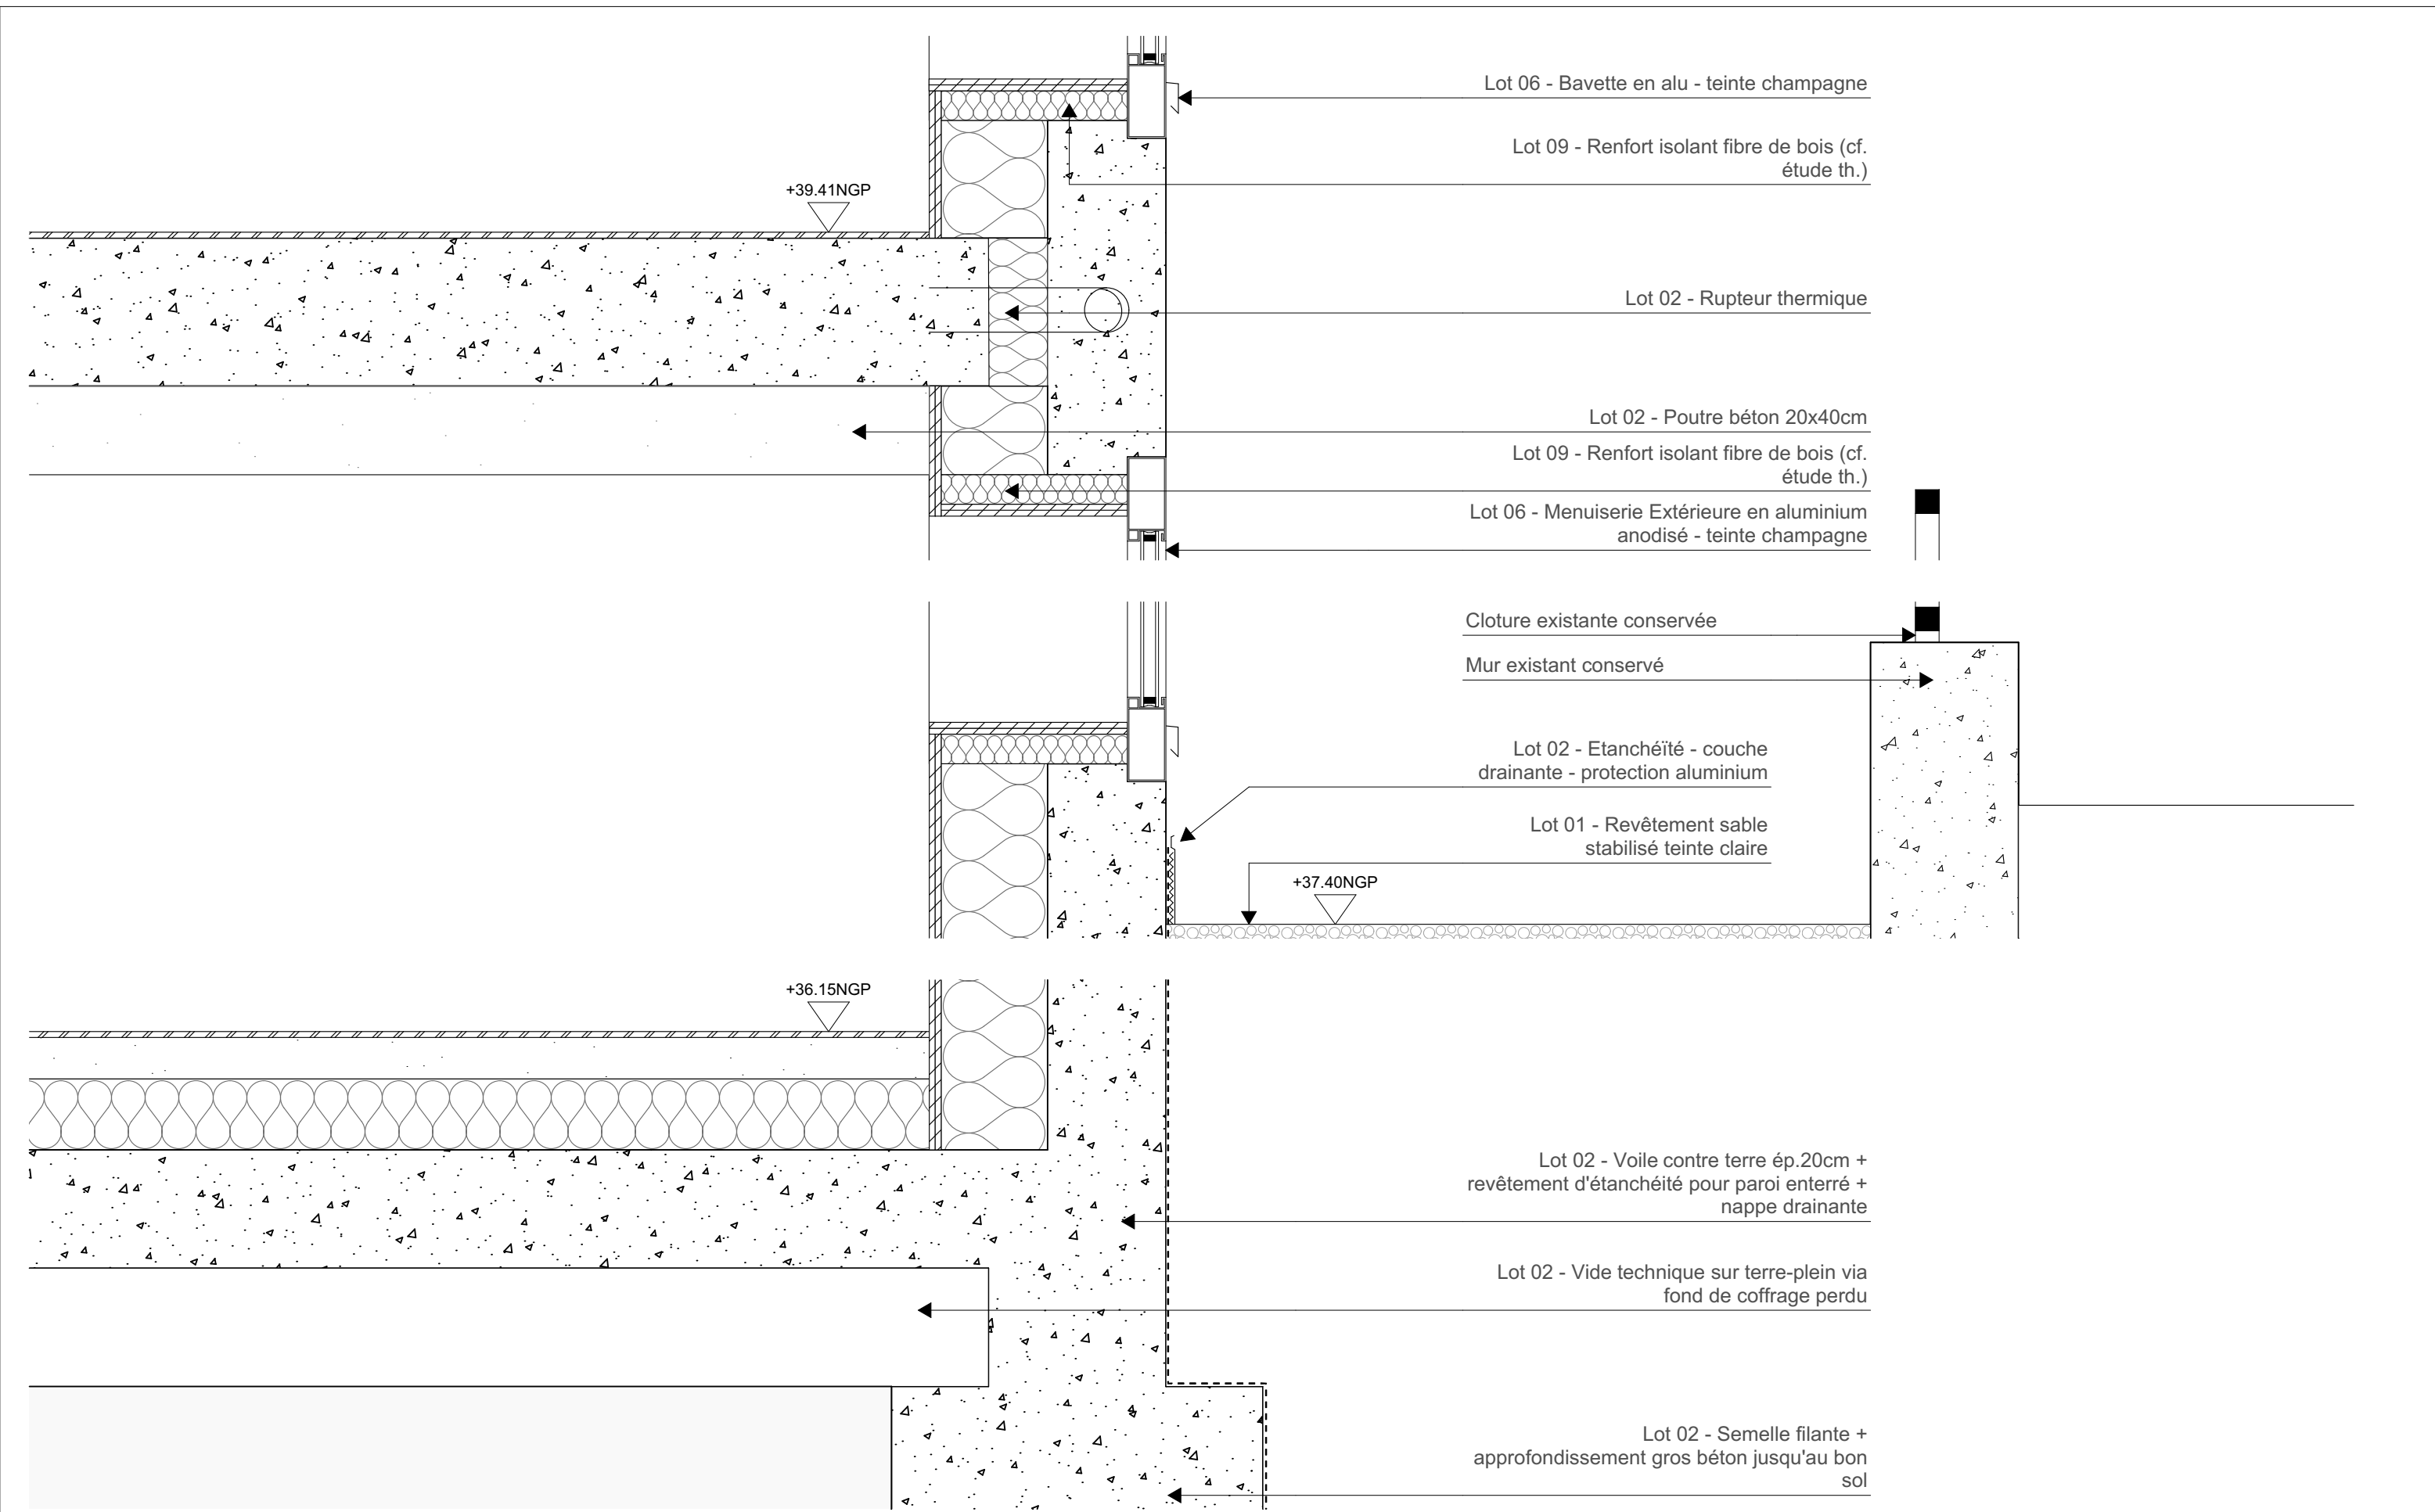 Lot 06 - Bavette en alu - teinte champagne
Lot 09 - Renfort isolant fibre de bois (cf.
étude th.)
+39.41NGP
Lot 02 - Rupteur thermique
Lot 02 - Poutre béton 20x40cm
Lot 09 - Renfort isolant fibre de bois (cf.
étude th.)
Lot 06 - Menuiserie Extérieure en aluminium
anodisé - teinte champagne
Cloture existante conservée
Mur existant conservé
Lot 02 - Etanchéïté - couche
drainante - protection aluminium
Lot 01 - Revêtement sable
stabilisé teinte claire
+37.40NGP
+36.15NGP
Lot 02 - Voile contre terre ép.20cm +
revêtement d'étanchéité pour paroi enterré +
nappe drainante
Lot 02 - Vide technique sur terre-plein via
fond de coffrage perdu
Lot 02 - Semelle filante +
approfondissement gros béton jusqu'au bon
sol